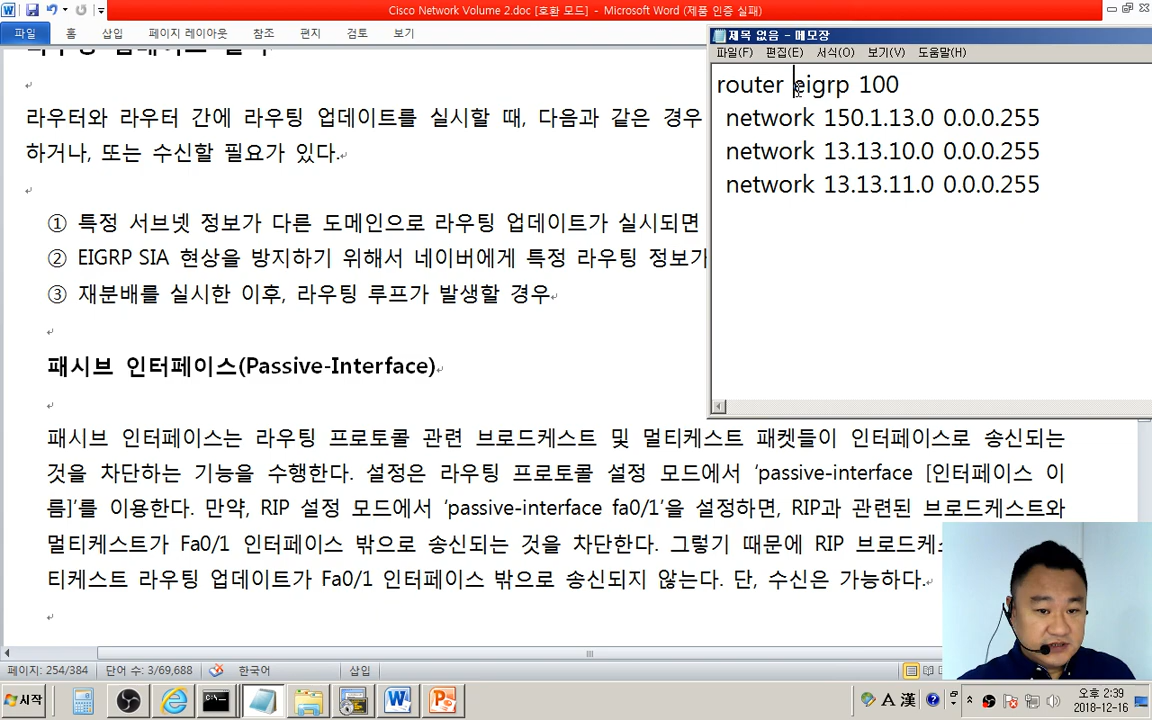 Cisco Network Volume 2.doc [호환 모드] - Microsoft Word (제품 인증 실패)
파일 홈 삽입 페이지 레이아웃 참조 편지 검토 보기
라우터와 라우터 간에 라우팅 업데이트를 실시할 때, 다음과 같은 경우
하거나, 또는 수신할 필요가 있다.
① 특정 서브넷 정보가 다른 도메인으로 라우팅 업데이트가 실시되면
② EIGRP SIA 현상을 방지하기 위해서 네이버에게 특정 라우팅 정보가
③ 재분배를 실시한 이후, 라우팅 루프가 발생할 경우
패시브 인터페이스(Passive-Interface)
패시브 인터페이스는 라우팅 프로토콜 관련 브로드케스트 및 멀티케스트 패켓들이 인터페이스로 송신되는
것을 차단하는 기능을 수행한다. 설정은 라우팅 프로토콜 설정 모드에서 ‘passive-interface [인터페이스 이
름]’를 이용한다. 만약, RIP 설정 모드에서 ‘passive-interface fa0/1’을 설정하면, RIP과 관련된 브로드케스트와
멀티케스트가 Fa0/1 인터페이스 밖으로 송신되는 것을 차단한다. 그렇기 때문에 RIP 브로드케
티케스트 라우팅 업데이트가 Fa0/1 인터페이스 밖으로 송신되지 않는다. 단, 수신은 가능하다.
제목 없음 - 메모장
파일(F) 편집(E) 서식(O) 보기(V) 도움말(H)
router eigrp 100
network 150.1.13.0 0.0.0.255
network 13.13.10.0 0.0.0.255
network 13.13.11.0 0.0.0.255
페이지: 254/384 단어 수: 3/69,688 한국어 삽입
시작 A 漢 오후 2:39
2018-12-16